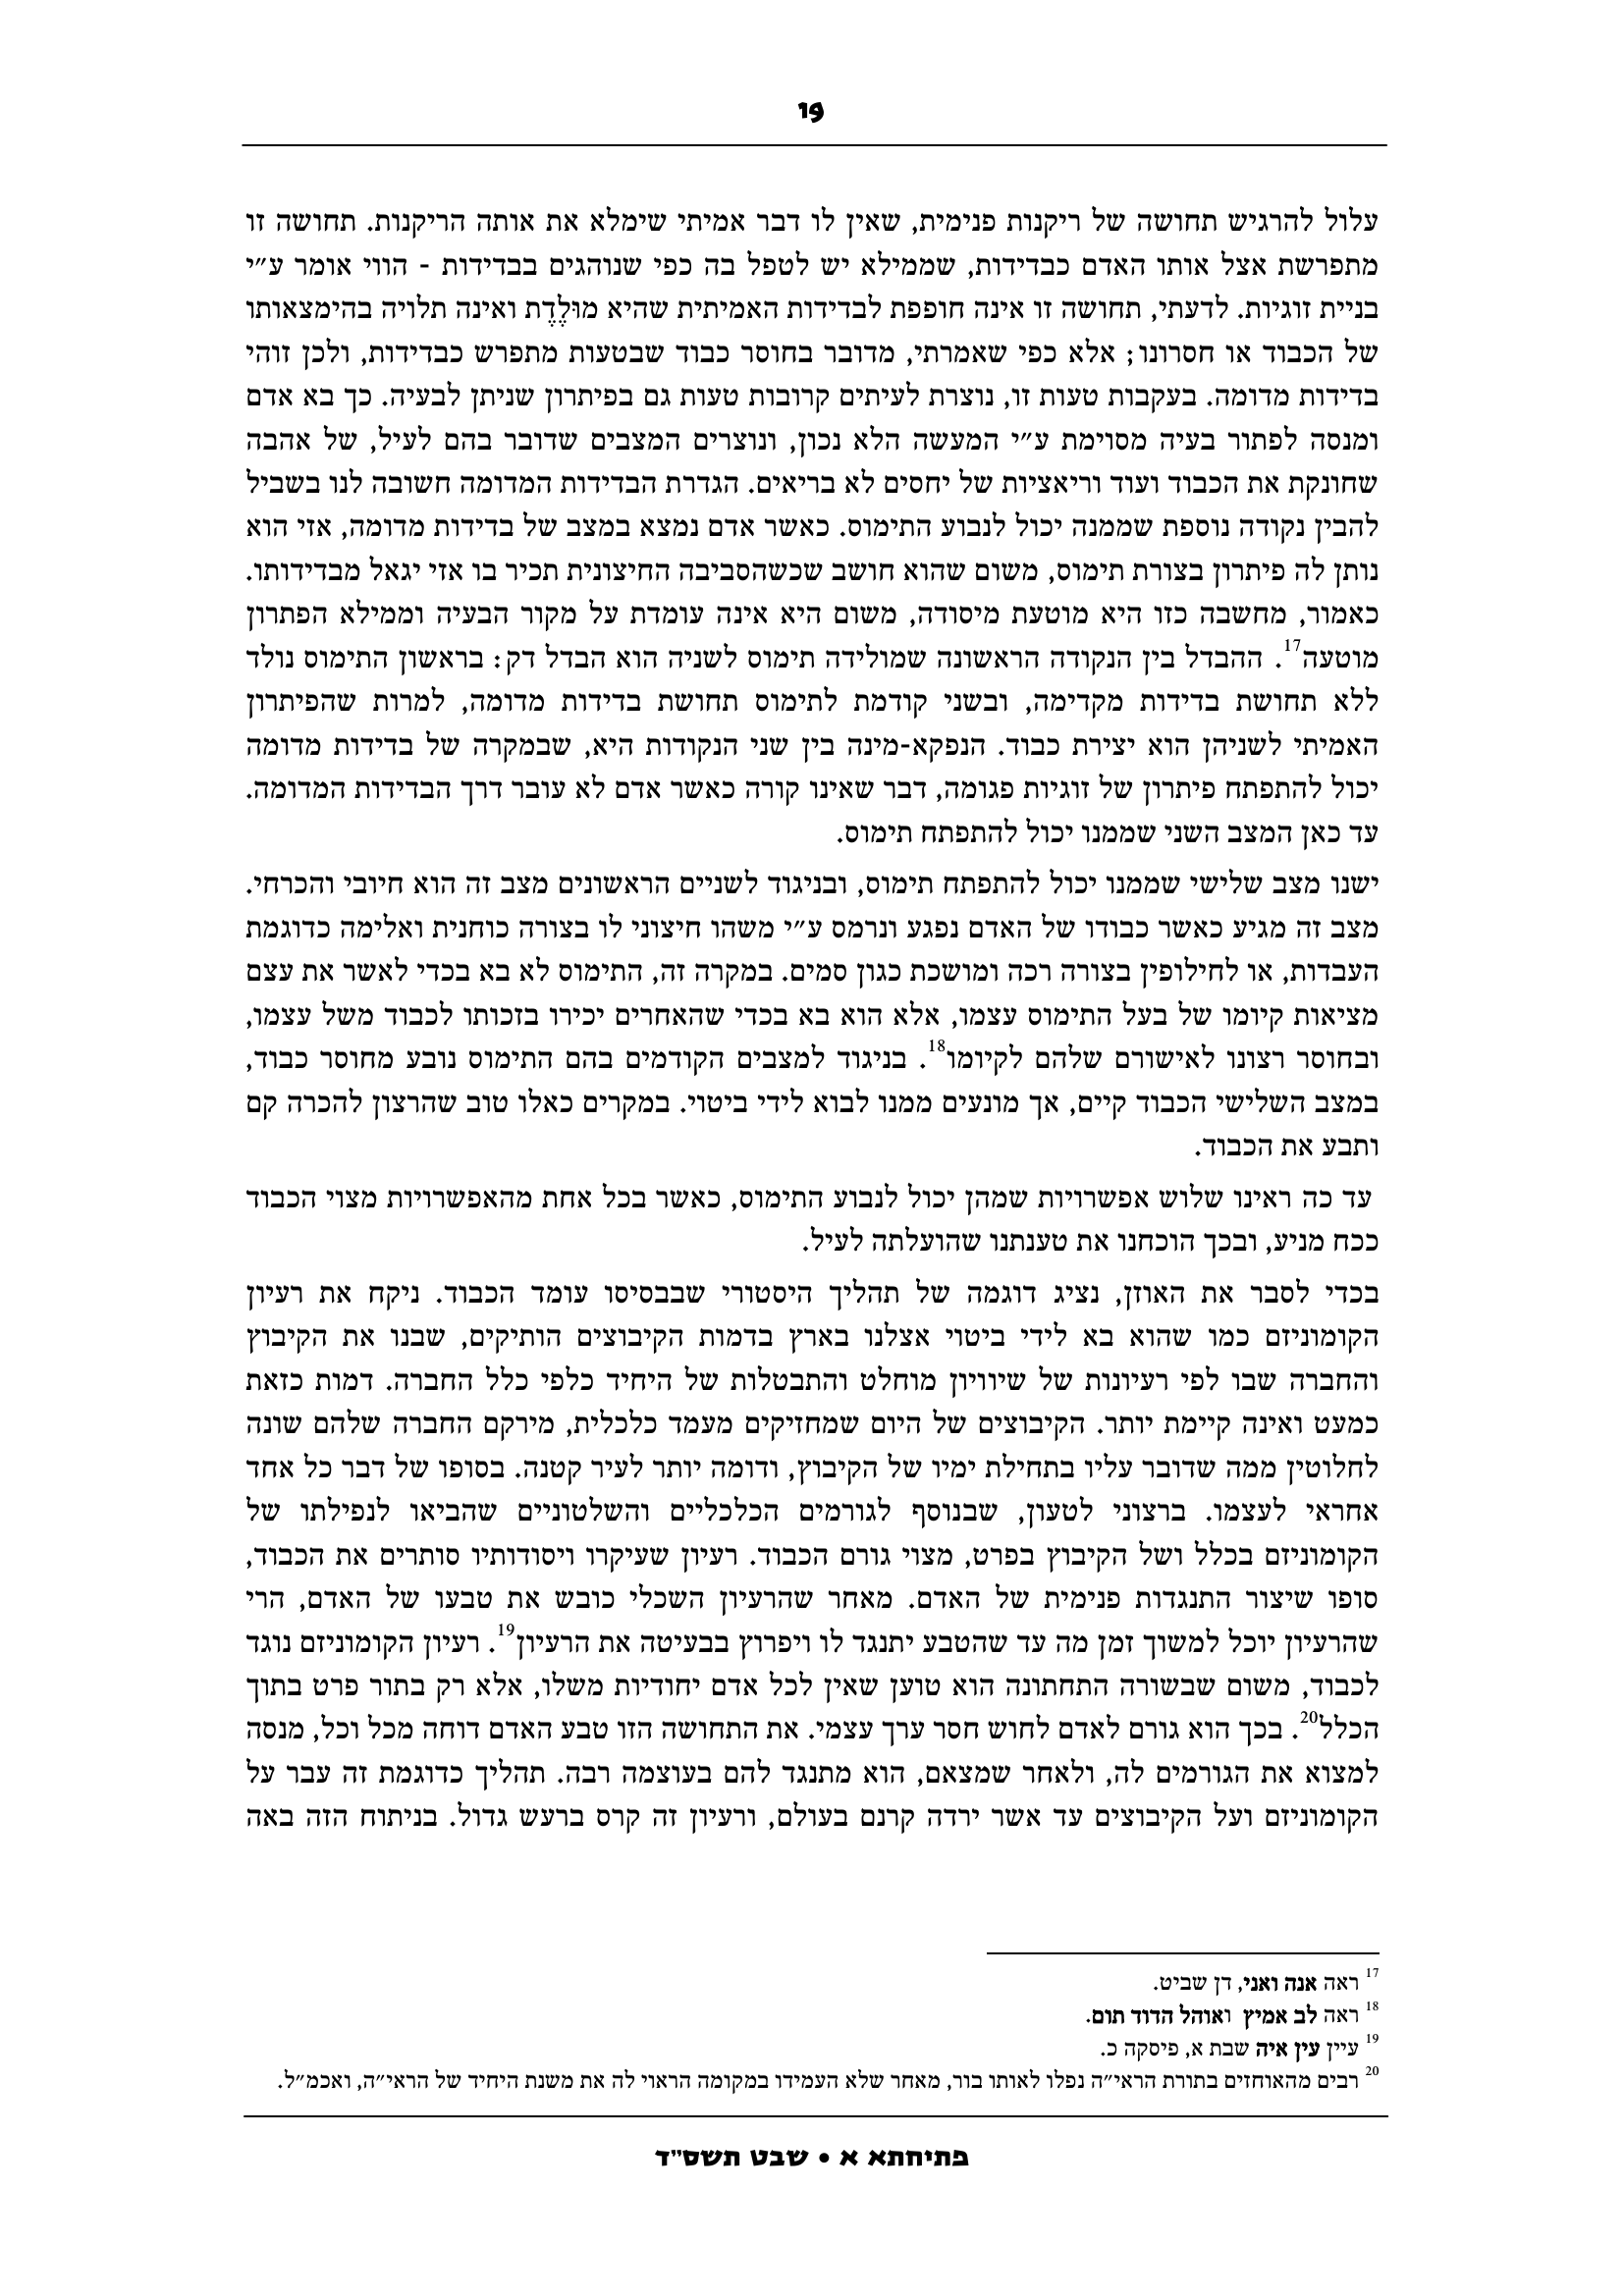 פו
עלול להרגיש תחושה של ריקנות פנימית, שאין לו דבר אמיתי שימלא את אותה הריקנות. תחושה זו
מתפרשת אצל אותו האדם כבדידות, שממילא יש לטפל בה כפי שנוהגים בבדידות - הווי אומר ע״י
בניית זוגיות. לדעתי, תחושה זו אינה חופפת לבדידות האמיתית שהיא מוּלֶדֶת ואינה תלויה בהימצאותו
של הכבוד או חסרונו; אלא כפי שאמרתי, מדובר בחוסר כבוד שבטעות מתפרש כבדידות, ולכן זוהי
בדידות מדומה. בעקבות טעות זו, נוצרת לעיתים קרובות טעות גם בפיתרון שניתן לבעיה. כך בא אדם
ומנסה לפתור בעיה מסוימת ע״י המעשה הלא נכון, ונוצרים המצבים שדובר בהם לעיל, של אהבה
שחונקת את הכבוד ועוד וריאציות של יחסים לא בריאים. הגדרת הבדידות המדומה חשובה לנו בשביל
להבין נקודה נוספת שממנה יכול לנבוע התימוס. כאשר אדם נמצא במצב של בדידות מדומה, אזי הוא
נותן לה פיתרון בצורת תימוס, משום שהוא חושב שכשהסביבה החיצונית תכיר בו אזי יגאל מבדידותו.
כאמור, מחשבה כזו היא מוטעת מיסודה, משום היא אינה עומדת על מקור הבעיה וממילא הפתרון
מוטעה17. ההבדל בין הנקודה הראשונה שמולידה תימוס לשניה הוא הבדל דק: בראשון התימוס נולד
ללא תחושת בדידות מקדימה, ובשני קודמת לתימוס תחושת בדידות מדומה, למרות שהפיתרון
האמיתי לשניהן הוא יצירת כבוד. הנפקא-מינה בין שני הנקודות היא, שבמקרה של בדידות מדומה
יכול להתפתח פיתרון של זוגיות פגומה, דבר שאינו קורה כאשר אדם לא עובר דרך הבדידות המדומה.
עד כאן המצב השני שממנו יכול להתפתח תימוס.
ישנו מצב שלישי שממנו יכול להתפתח תימוס, ובניגוד לשניים הראשונים מצב זה הוא חיובי והכרחי.
מצב זה מגיע כאשר כבודו של האדם נפגע ונרמס ע״י משהו חיצוני לו בצורה כוחנית ואלימה כדוגמת
העבדות, או לחילופין בצורה רכה ומושכת כגון סמים. במקרה זה, התימוס לא בא בכדי לאשר את עצם
מציאות קיומו של בעל התימוס עצמו, אלא הוא בא בכדי שהאחרים יכירו בזכותו לכבוד משל עצמו,
ובחוסר רצונו לאישורם שלהם לקיומו18. בניגוד למצבים הקודמים בהם התימוס נובע מחוסר כבוד,
במצב השלישי הכבוד קיים, אך מונעים ממנו לבוא לידי ביטוי. במקרים כאלו טוב שהרצון להכרה קם
ותבע את הכבוד.
עד כה ראינו שלוש אפשרויות שמהן יכול לנבוע התימוס, כאשר בכל אחת מהאפשרויות מצוי הכבוד
ככח מניע, ובכך הוכחנו את טענתנו שהועלתה לעיל.
בכדי לסבר את האוזן, נציג דוגמה של תהליך היסטורי שבבסיסו עומד הכבוד. ניקח את רעיון
הקומוניזם כמו שהוא בא לידי ביטוי אצלנו בארץ בדמות הקיבוצים הותיקים, שבנו את הקיבוץ
והחברה שבו לפי רעיונות של שיוויון מוחלט והתבטלות של היחיד כלפי כלל החברה. דמות כזאת
כמעט ואינה קיימת יותר. הקיבוצים של היום שמחזיקים מעמד כלכלית, מירקם החברה שלהם שונה
לחלוטין ממה שדובר עליו בתחילת ימיו של הקיבוץ, ודומה יותר לעיר קטנה. בסופו של דבר כל אחד
אחראי לעצמו. ברצוני לטעון, שבנוסף לגורמים הכלכליים והשלטוניים שהביאו לנפילתו של
הקומוניזם בכלל ושל הקיבוץ בפרט, מצוי גורם הכבוד. רעיון שעיקרו ויסודותיו סותרים את הכבוד,
סופו שיצור התנגדות פנימית של האדם. מאחר שהרעיון השכלי כובש את טבעו של האדם, הרי
שהרעיון יוכל למשוך זמן מה עד שהטבע יתנגד לו ויפרוץ בבעיטה את הרעיון19. רעיון הקומוניזם נוגד
לכבוד, משום שבשורה התחתונה הוא טוען שאין לכל אדם יחודיות משלו, אלא רק בתור פרט בתוך
הכלל20. בכך הוא גורם לאדם לחוש חסר ערך עצמי. את התחושה הזו טבע האדם דוחה מכל וכל, מנסה
למצוא את הגורמים לה, ולאחר שמצאם, הוא מתנגד להם בעוצמה רבה. תהליך כדוגמת זה עבר על
הקומוניזם ועל הקיבוצים עד אשר ירדה קרנם בעולם, ורעיון זה קרס ברעש גדול. בניתוח הזה באה
17 ראה אנה ואני, דן שביט.
18 ראה לב אמיץ ואוהל הדוד תום.
19 עיין עין איה שבת א, פיסקה כ.
20 רבים מהאוחזים בתורת הראי״ה נפלו לאותו בור, מאחר שלא העמידו במקומה הראוי לה את משנת היחיד של הראי״ה, ואכמ״ל.
פתיחתא א • שבט תשס״ד